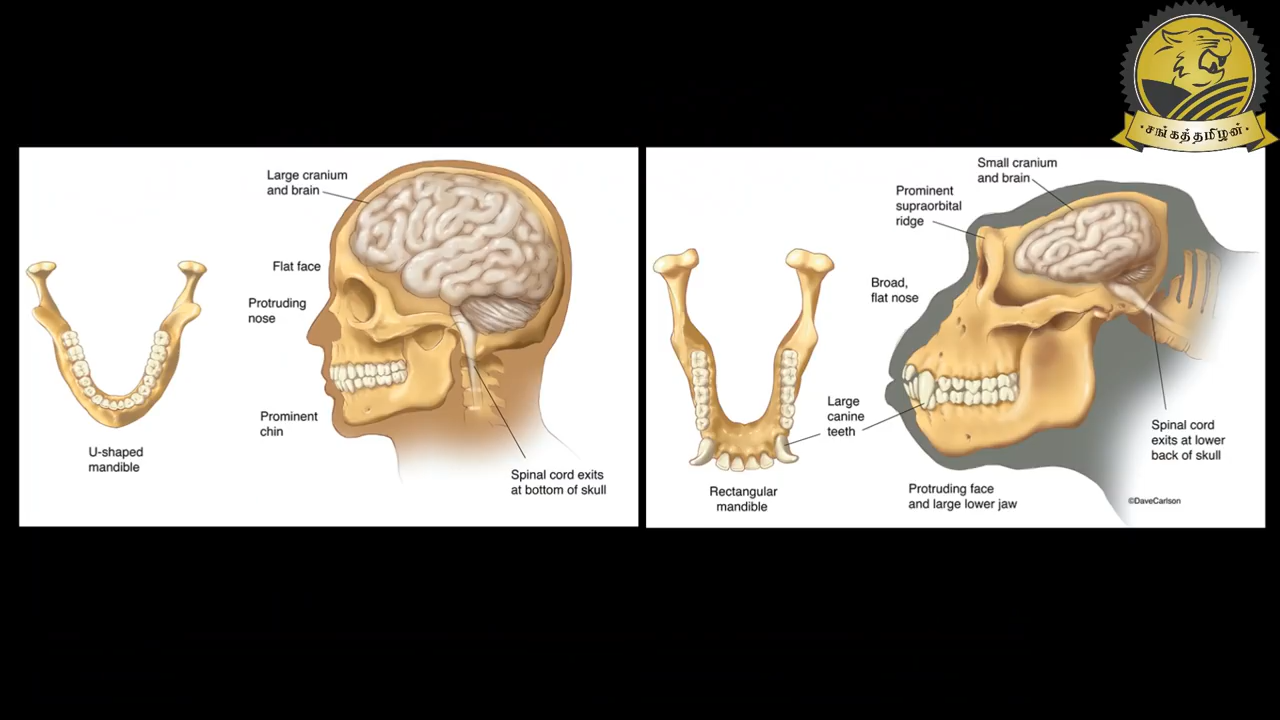 சங்கத்தமிழன்
Large cranium
and brain
Flat face
Protruding
nose
Prominent
chin
U-shaped
mandible
Spinal cord exits
at bottom of skull
Small cranium
and brain
Prominent
supraorbital
ridge
Broad,
flat nose
Large
canine
teeth
Rectangular
mandible
Protruding face
and large lower jaw
Spinal cord
exits at lower
back of skull
©DaveCarlson